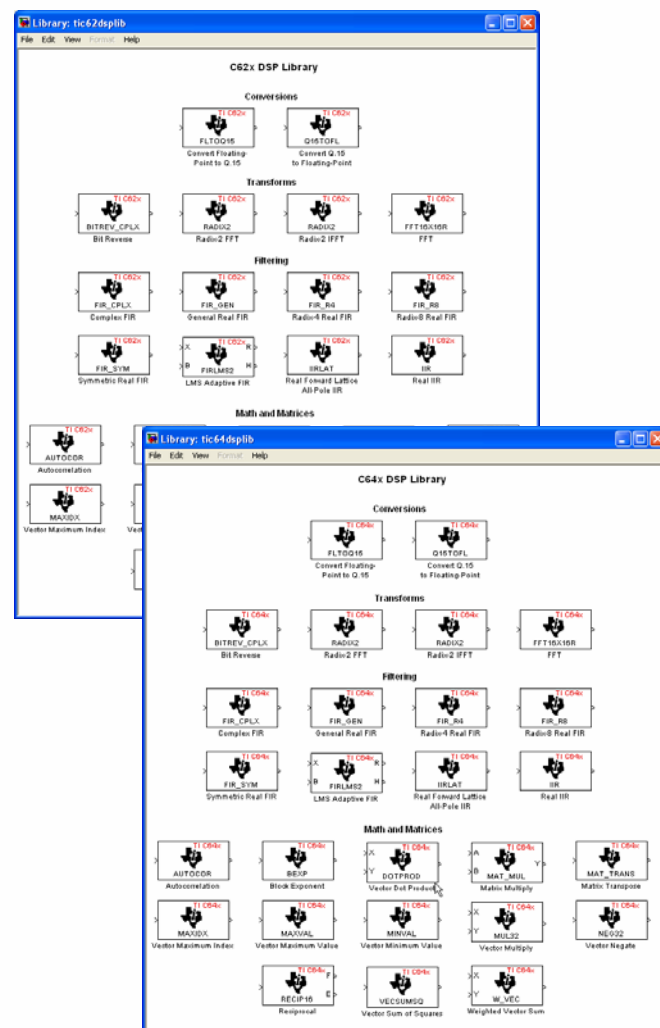 Library: tic62dsplib
File Edit View Format Help
C62x DSP Library
Conversions
TI C62x TI C62x
FLTOQ15 Q15TOFL
Convert Floating- Convert Q.15
Point to Q.15 to Floating-Point
Transforms
TI C62x TI C62x TI C62x TI C62x
BITREV_CPLX RADIX2 RADIX2 FFT16X16R
Bit Reverse Radix2 FFT Radix2 IFFT FFT
Filtering
TI C62x TI C62x TI C62x TI C62x
FIR_CPLX FIR_GEN FIR_R4 FIR_R8
Complex FIR General Real FIR Radix-4 Real FIR Radix-8 Real FIR
TI C62x TI C62x TI C62x TI C62x
FIR_SYM X B FIRLMS2 R H IIRLAT IIR
Symmetric Real FIR LMS Adaptive FIR Real Forward Lattice Real IIR
All-Pole IIR
Math and Matrices
TI C62x
AUTOCOR
Autocorrelation
TI C62x
MAXIDX
Vector Maximum Index
Library: tic64dsplib
File Edit View Format Help
C64x DSP Library
Conversions
TI C64x TI C64x
FLTOQ15 Q15TOFL
Convert Floating- Convert Q.15
Point to Q.15 to Floating-Point
Transforms
TI C64x TI C64x TI C64x TI C64x
BITREV_CPLX RADIX2 RADIX2 FFT16X16R
Bit Reverse Radix2 FFT Radix2 IFFT FFT
Filtering
TI C64x TI C64x TI C64x TI C64x
FIR_CPLX FIR_GEN FIR_R4 FIR_R8
Complex FIR General Real FIR Radix-4 Real FIR Radix-8 Real FIR
TI C64x TI C64x TI C64x TI C64x
FIR_SYM X B FIRLMS2 R H IIRLAT IIR
Symmetric Real FIR LMS Adaptive FIR Real Forward Lattice Real IIR
All-Pole IIR
Math and Matrices
TI C64x TI C64x TI C64x TI C64x TI C64x
AUTOCOR BEXP X Y DOTPROD A B MAT_MUL Y MAT_TRANS
Autocorrelation Block Exponent Vector Dot Product Matrix Multiply Matrix Transpose
TI C64x TI C64x TI C64x TI C64x TI C64x
MAXIDX MAXVAL MINVAL X Y MUL32 NEG32
Vector Maximum Index Vector Maximum Value Vector Minimum Value Vector Multiply Vector Negate
TI C64x TI C64x TI C64x
RECIP16 F E VECSUMSQ X Y W_VEC
Reciprocal Vector Sum of Squares Weighted Vector Sum